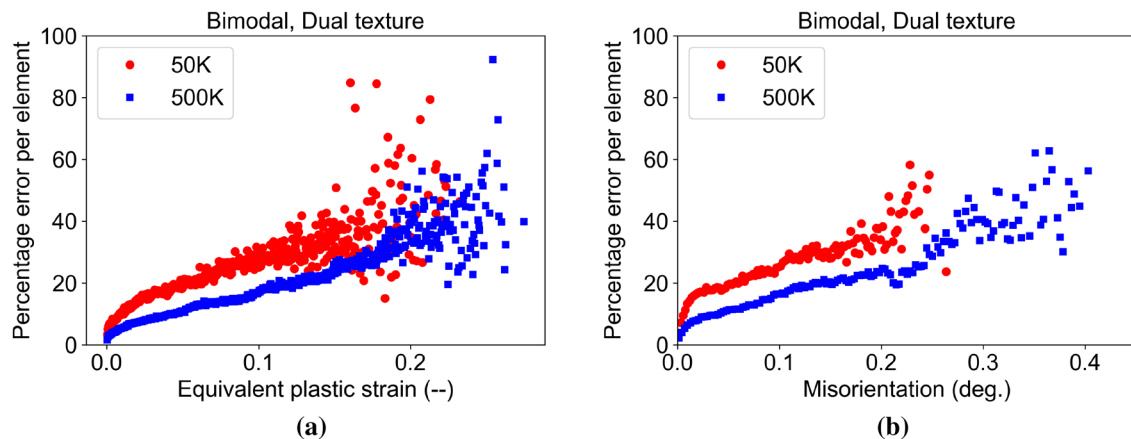 Bimodal, Dual texture
100
80
60
40
20
0
Percentage error per element
50K
500K
0.0
0.1
0.2
Equivalent plastic strain (--)
(a)
Bimodal, Dual texture
100
80
60
40
20
0
Percentage error per element
50K
500K
0.0
0.1
0.2
0.3
0.4
Misorientation (deg.)
(b)